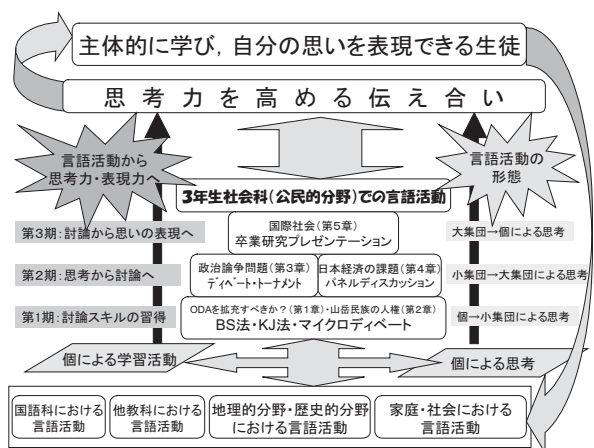 主体的に学び，自分の思いを表現できる生徒
思考力を高める伝え合い
言語活動から
思考力・表現力へ
言語活動の
形態
3年生社会科（公民的分野）での言語活動
第3期：討論から思いの表現へ
国際社会（第5章）
卒業研究プレゼンテーション
大集団→個による思考
第2期：思考から討論へ
政治論争問題（第3章）
ディベート・トーナメント
日本経済の課題（第4章）
パネルディスカッション
小集団→大集団による思考
第1期：討論スキルの習得
ODAを拡充すべきか？（第1章）・山岳民族の人権（第2章）
BS法・KJ法・マイクロディベート
個→小集団による思考
個による学習活動
個による思考
国語科における
言語活動
他教科における
言語活動
地理的分野・歴史的分野
における言語活動
家庭・社会における
言語活動